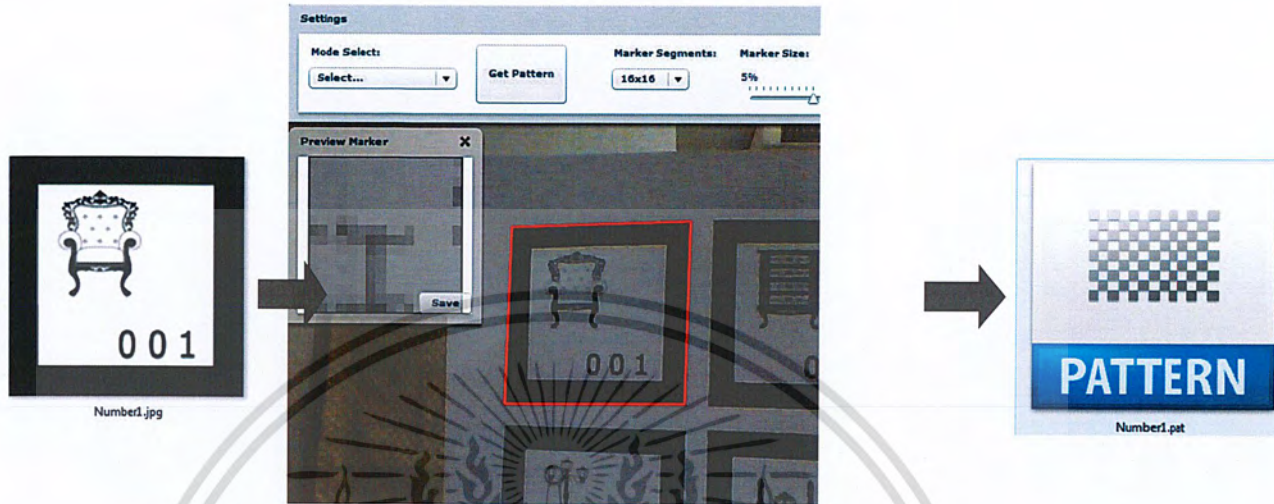 Settings
Mode Select:
Select...
Get Pattern
Marker Segments:
16x16
Marker Size:
5%
Preview Marker
X
Save
001
Number1.jpg
001
0
PATTERN
Number1.pat